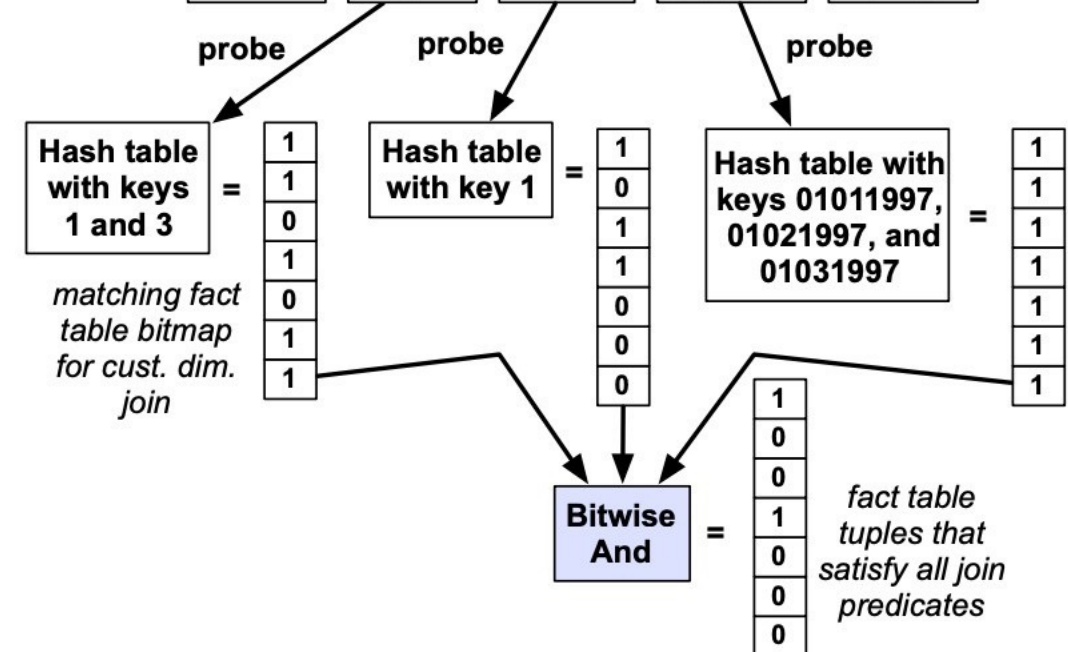 probe
probe
probe
Hash table
with keys
1 and 3
=
1
1
0
1
0
1
1
matching fact
table bitmap
for cust. dim.
join
Hash table
with key 1
=
1
0
1
1
0
0
0
Hash table with
keys 01011997,
01021997, and
01031997
=
1
1
1
1
1
1
1
Bitwise
And
=
1
0
0
1
0
0
0
fact table
tuples that
satisfy all join
predicates